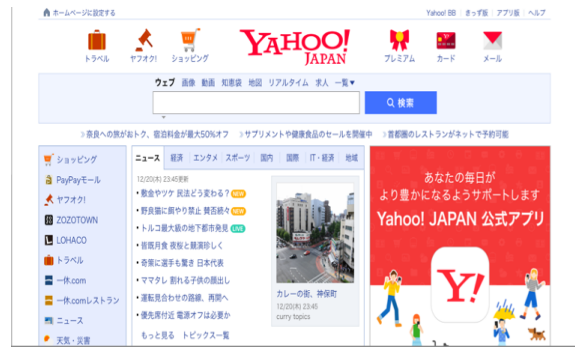 ホームページに設定する
Yahoo! BB
きっず版
アプリ版
ヘルプ
トラベル
ヤフオク!
ショッピング
YAHOO!
JAPAN
プレミアム
カード
メール
ウェブ 画像 動画 知恵袋 地図 リアルタイム 求人 一覧▼
検索
奈良への旅がおトク、宿泊料金が最大50%オフ
サプリメントや健康食品のセールを開催中
首都圏のレストランがネットで予約可能
ショッピング
PayPayモール
ヤフオク!
ZOZOTOWN
LOHACO
トラベル
一休.com
一休.comレストラン
ニュース
天気・災害
ニュース 経済 エンタメ スポーツ 国内 国際 IT・経済 地域
12/20(木) 23:45更新
・敷金やツケ 民法どう変わる? NEW
・野良猫に餌やり禁止 賛否続々 NEW
・トルコ最大級の地下都市発見 LIVE
・皆既月食 夜桜と競演珍しく
・奇策に選手も驚き 日本代表
・ママタレ 割れる子供の顔出し
・運転見合わせの路線、再開へ
・優先席付近 電源オフは必要か
もっと見る トピックス一覧
カレーの街、神保町
12/20(木) 23:45
curry topics
あなたの毎日が
より豊かになるようサポートします
Yahoo! JAPAN 公式アプリ
Y!